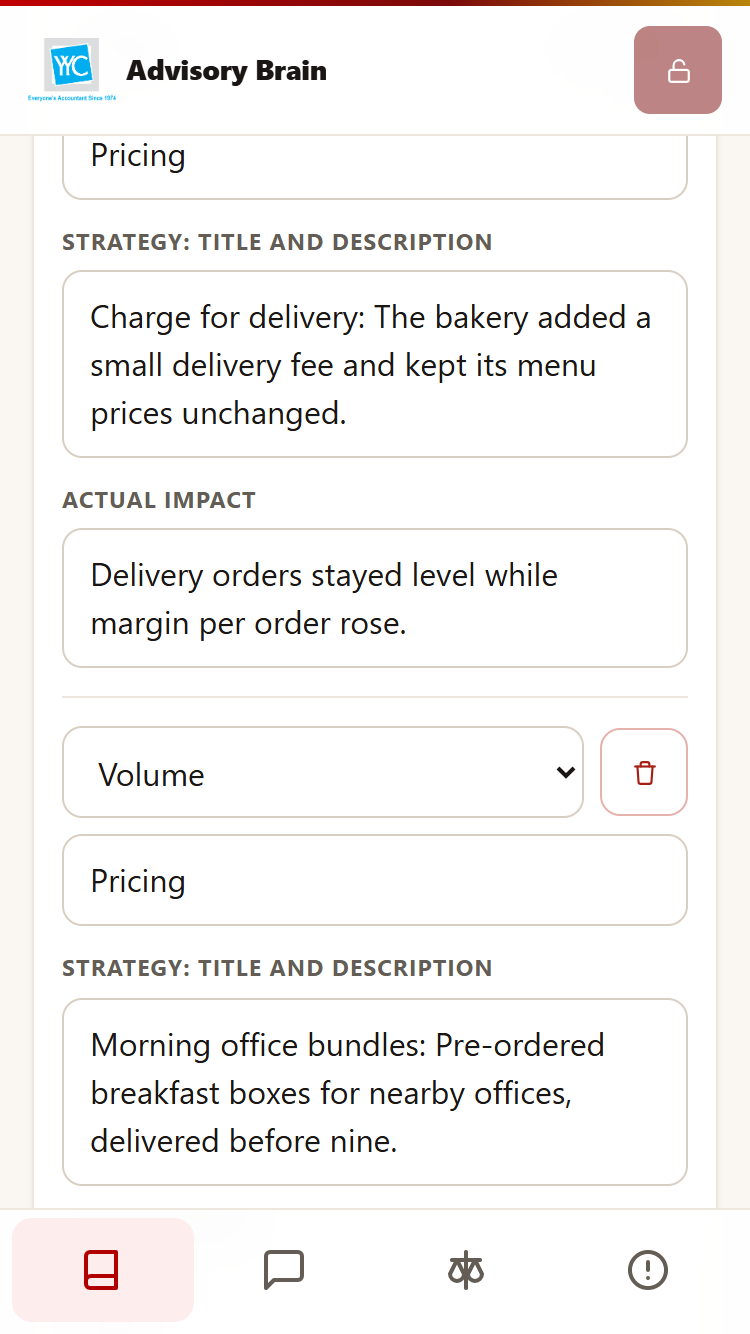 YYC
Everyone's Accountant Since 1974
Advisory Brain
Pricing
STRATEGY: TITLE AND DESCRIPTION
Charge for delivery: The bakery added a
small delivery fee and kept its menu
prices unchanged.
ACTUAL IMPACT
Delivery orders stayed level while
margin per order rose.
Volume
Pricing
STRATEGY: TITLE AND DESCRIPTION
Morning office bundles: Pre-ordered
breakfast boxes for nearby offices,
delivered before nine.